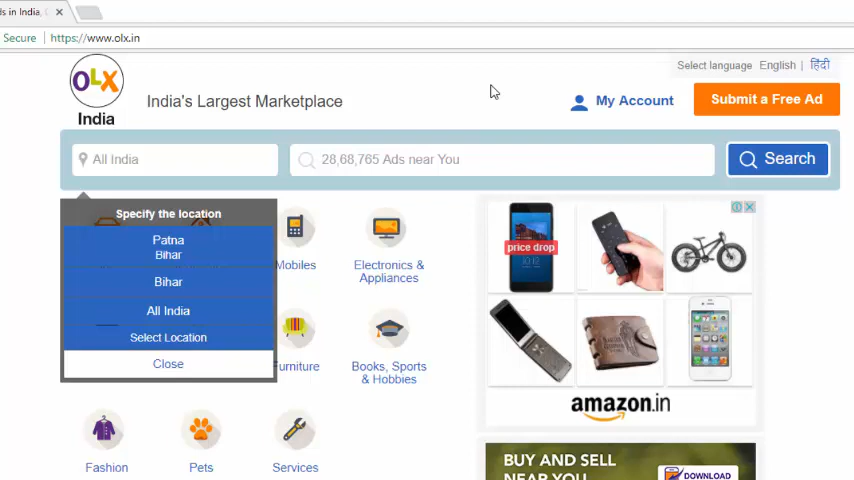 ds in India,
Secure https://www.olx.in
Select language English | हिंदी
OLX
India
India's Largest Marketplace
My Account
Submit a Free Ad
All India
28,68,765 Ads near You
Search
Specify the location
Patna
Bihar
Bihar
All India
Select Location
Close
Mobiles
Electronics &
Appliances
Furniture
Books, Sports
& Hobbies
Fashion
Pets
Services
price drop
amazon.in
BUY AND SELL
NEAR YOU
DOWNLOAD